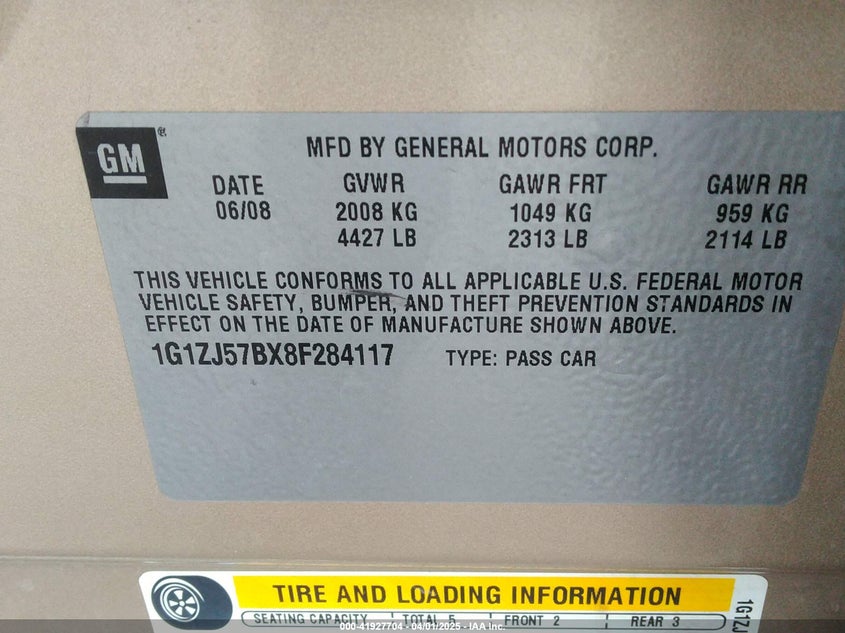 GM
®
MFD BY GENERAL MOTORS CORP.
DATE GVWR GAWR FRT GAWR RR
06/08 2008 KG 1049 KG 959 KG
4427 LB 2313 LB 2114 LB
THIS VEHICLE CONFORMS TO ALL APPLICABLE U.S. FEDERAL MOTOR
VEHICLE SAFETY, BUMPER, AND THEFT PREVENTION STANDARDS IN
EFFECT ON THE DATE OF MANUFACTURE SHOWN ABOVE.
1G1ZJ57BX8F284117 TYPE: PASS CAR
TIRE AND LOADING INFORMATION
SEATING CAPACITY TOTAL 5 FRONT 2 REAR 3
1G1ZJ
000-41927704 - 04/01/2025 - IAA Inc.